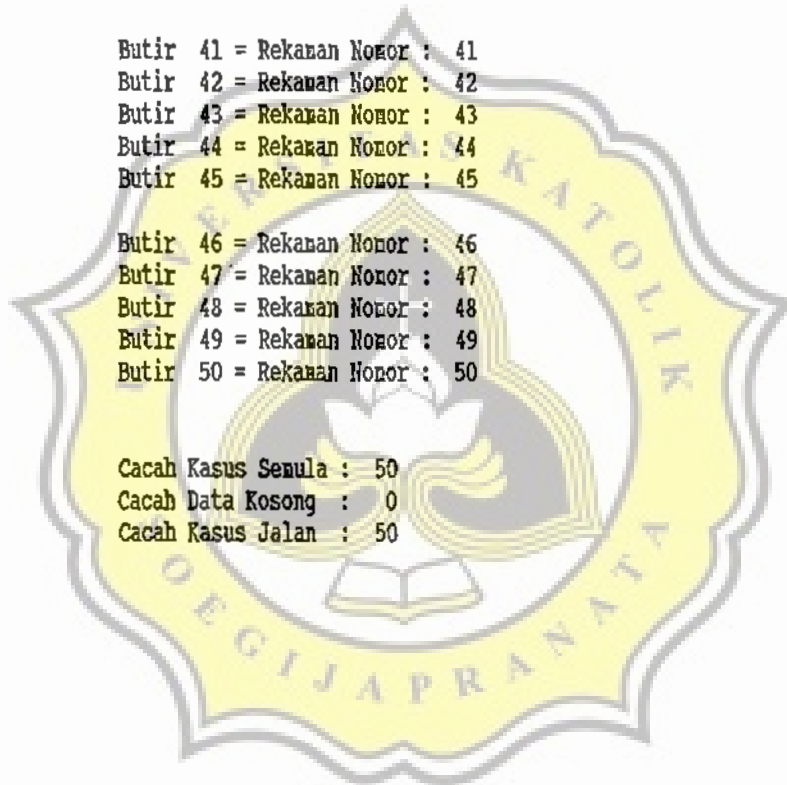 Butir 41 = Rekaman Nomor : 41
Butir 42 = Rekaman Nomor : 42
Butir 43 = Rekaman Nomor : 43
Butir 44 = Rekaman Nomor : 44
Butir 45 = Rekaman Nomor : 45
Butir 46 = Rekaman Nomor : 46
Butir 47 = Rekaman Nomor : 47
Butir 48 = Rekaman Nomor : 48
Butir 49 = Rekaman Nomor : 49
Butir 50 = Rekaman Nomor : 50
Cacah Kasus Semula : 50
Cacah Data Kosong : 0
Cacah Kasus Jalan : 50
KATOLIK
SOEGIJAPRANATA